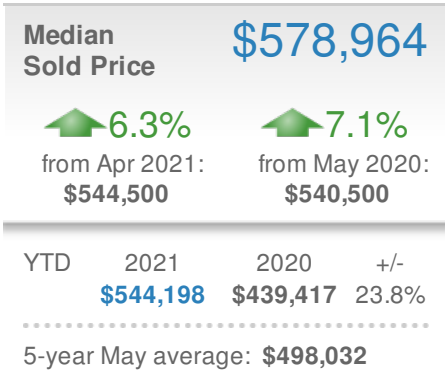 Median $578,964
Sold Price
6.3% 7.1%
from Apr 2021: from May 2020:
$544,500 $540,500
YTD 2021 2020 +/-
$544,198 $439,417 23.8%
5-year May average: $498,032